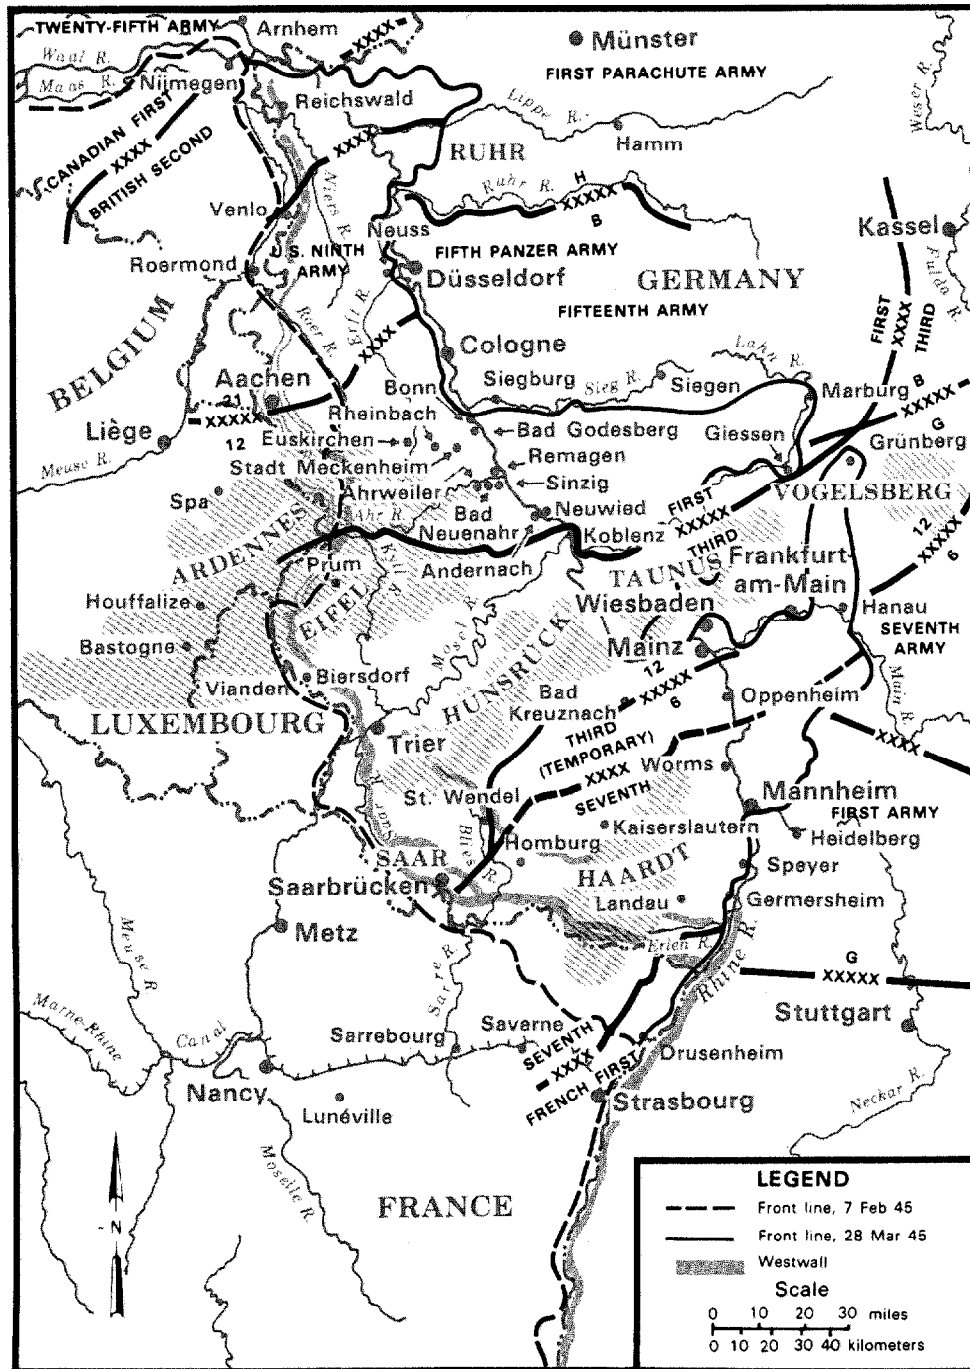 TWENTY-FIFTH ARMY
Arnhem
XXXX
Münster
Waal R.
Maas R.
Nijmegen
FIRST PARACHUTE ARMY
Weser R.
Reichswald
Lippe R.
Hamm
CANADIAN FIRST
XXXX
BRITISH SECOND
XXXX
RUHR
Niers R.
Ruhr R.
H
XXXXX
B
Venlo
Neuss
Kassel
Roermond
U.S. NINTH
ARMY
FIFTH PANZER ARMY
Düsseldorf
GERMANY
Fulda R.
FIFTEENTH ARMY
Erft R.
Roer R.
XXXX
FIRST
XXXX
THIRD
BELGIUM
Cologne
Lahn R.
Aachen
Bonn
Siegburg
Sieg R.
Siegen
Marburg
21
XXXXX
12
Rheinbach
B
XXXXX
G
Liège
Euskirchen
Bad Godesberg
Giessen
Grünberg
Meuse R.
Stadt Meckenheim
Remagen
Spa
Ahrweiler
Sinzig
VOGELSBERG
Ahr R.
Bad
Neuenahr
Neuwied
FIRST
XXXXX
THIRD
ARDENNES
Koblenz
12
XXXXX
6
Prum
Kyll R.
Andernach
TAUNUS
Frankfurt-
am-Main
Houffalize
EIFEL
Mosel R.
Wiesbaden
Hanau
Bastogne
Mainz
SEVENTH
ARMY
Vianden
Biersdorf
HUNSRÜCK
12
XXXXX
6
Main R.
LUXEMBOURG
Bad
Kreuznach
Oppenheim
Trier
THIRD
(TEMPORARY)
XXXX
SEVENTH
XXXX
Worms
Saar R.
St. Wendel
Mannheim
FIRST ARMY
Blies R.
Homburg
Kaiserslautern
Heidelberg
SAAR
HAARDT
Speyer
Saarbrücken
Landau
Germersheim
Metz
Erlen R.
Rhine R.
Meuse R.
Sarre R.
G
XXXXX
Marne-Rhine
Canal
Sarrebourg
Saverne
SEVENTH
XXXX
FRENCH FIRST
Stuttgart
Drusenheim
Nancy
Lunéville
Strasbourg
Neckar R.
Moselle R.
FRANCE
N
LEGEND
Front line, 7 Feb 45
Front line, 28 Mar 45
Westwall
Scale
0 10 20 30 miles
0 10 20 30 40 kilometers